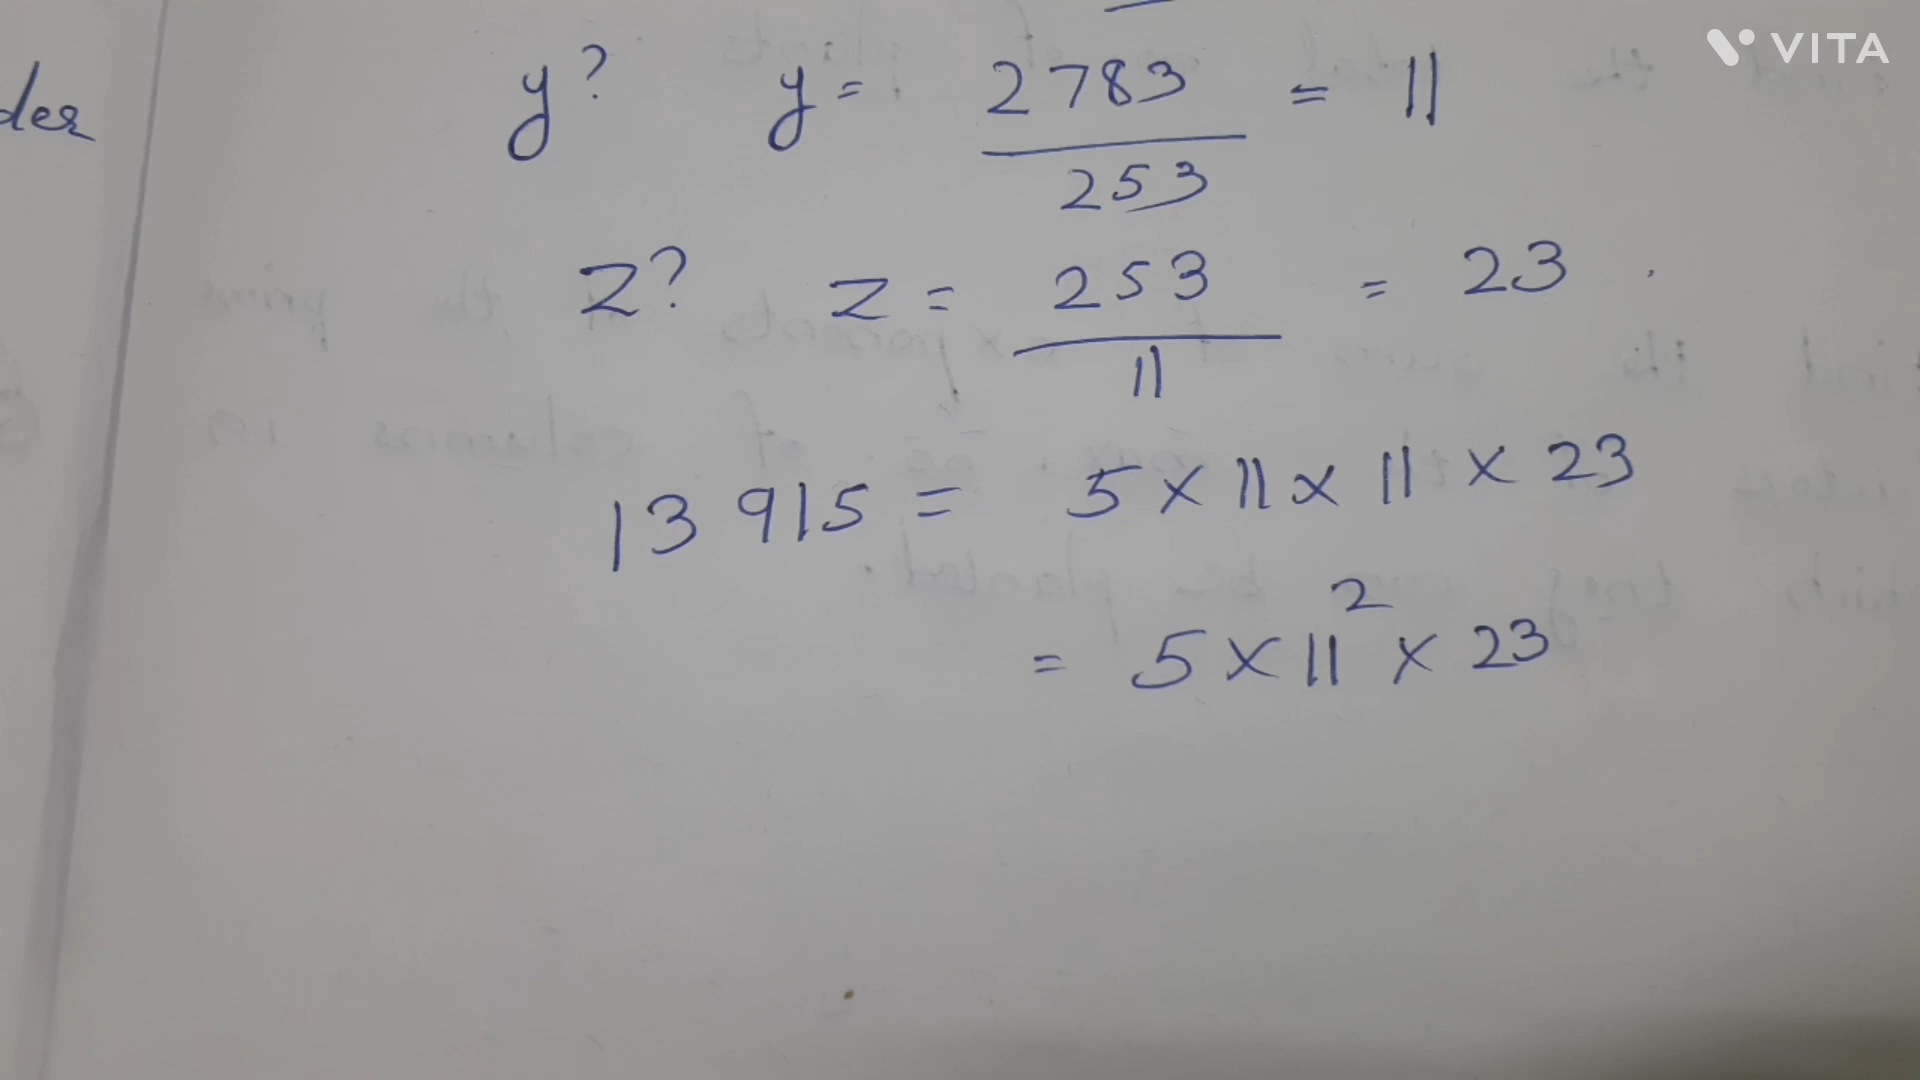 VITA
der
y? y = 2783/253 = 11
z? z = 253/11 = 23.
13915 = 5 × 11 × 11 × 23
= 5 × 11² × 23